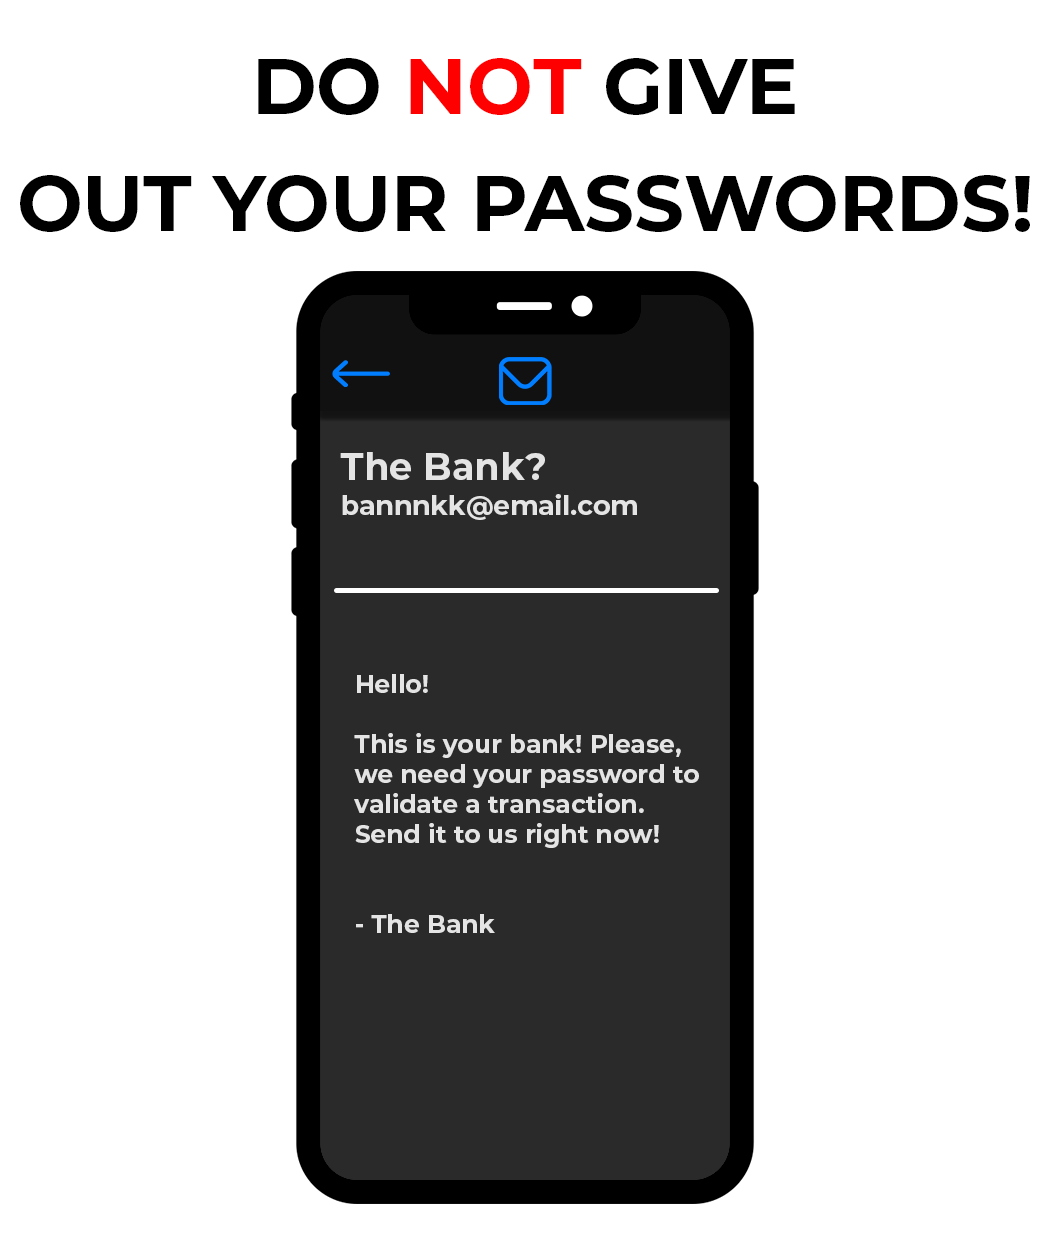 DO NOT GIVE
OUT YOUR PASSWORDS!
The Bank?
bannnkk@email.com
Hello!
This is your bank! Please,
we need your password to
validate a transaction.
Send it to us right now!
- The Bank